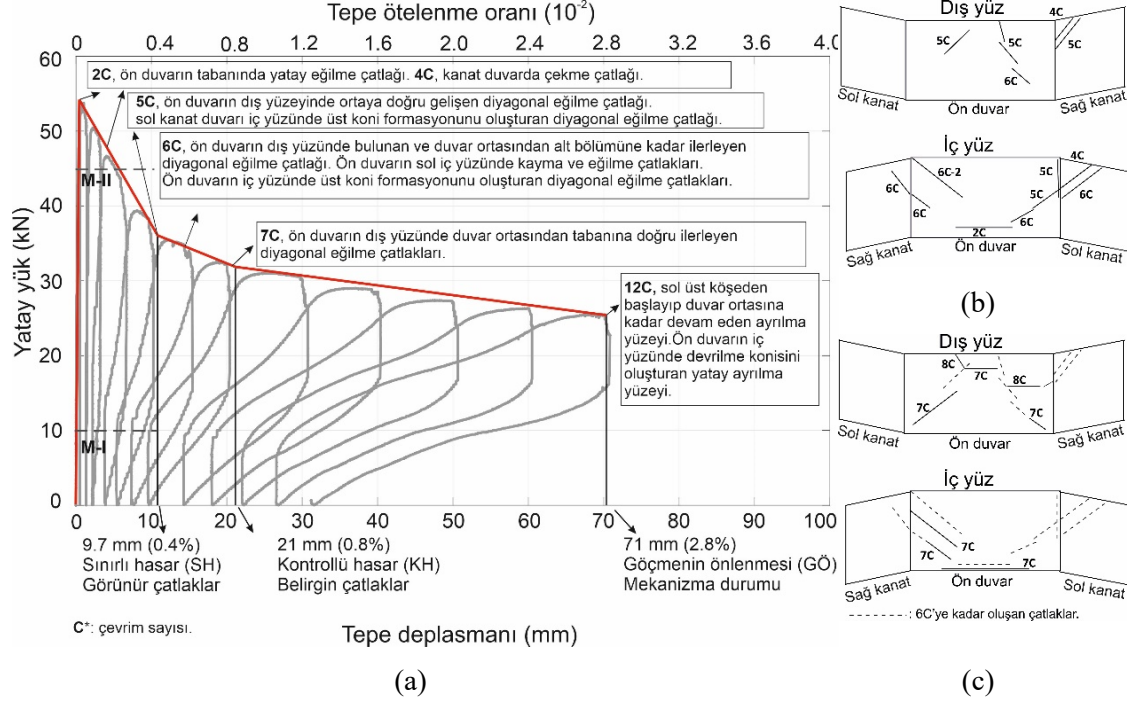 Tepe ötelenme oranı (10-2)
0 0.4 0.8 1.2 1.6 2.0 2.4 2.8 3.2 3.6 4.0
60
50
40
30
20
10
0
Yatay yük (kN)
2C, ön duvarın tabanında yatay eğilme çatlağı. 4C, kanat duvarda çekme çatlağı.
5C, ön duvarın dış yüzeyinde ortaya doğru gelişen diyagonal eğilme çatlağı.
sol kanat duvarı iç yüzünde üst koni formasyonunu oluşturan diyagonal eğilme çatlağı.
6C, ön duvarın dış yüzünde bulunan ve duvar ortasından alt bölümüne kadar ilerleyen
diyagonal eğilme çatlağı. Ön duvarın sol iç yüzünde kayma ve eğilme çatlakları.
Ön duvarın iç yüzünde üst koni formasyonunu oluşturan diyagonal eğilme çatlakları.
M-II
7C, ön duvarın dış yüzünde duvar ortasından tabanına doğru ilerleyen
diyagonal eğilme çatlakları.
12C, sol üst köşeden
başlayıp duvar ortasına
kadar devam eden ayrılma
yüzeyi.Ön duvarın iç
yüzünde devrilme konisini
oluşturan yatay ayrılma
yüzeyi.
M-I
0 10 20 30 40 50 60 70 80 90 100
9.7 mm (0.4%)
Sınırlı hasar (SH)
Görünür çatlaklar
21 mm (0.8%)
Kontrollü hasar (KH)
Belirgin çatlaklar
71 mm (2.8%)
Göçmenin önlenmesi (GÖ)
Mekanizma durumu
C*: çevrim sayısı.
Tepe deplasmanı (mm)
(a)
Dış yüz
4C
5C
5C
5C
6C
Sol kanat
Ön duvar
Sağ kanat
İç yüz
4C
6C-2
5C
6C
5C
6C
6C
6C
2C
Sağ kanat
Ön duvar
Sol kanat
(b)
Dış yüz
8C
7C
8C
7C
7C
Sol kanat
Ön duvar
Sağ kanat
İç yüz
7C
7C
7C
Sağ kanat
Ön duvar
Sol kanat
------ : 6C'ye kadar oluşan çatlaklar.
(c)